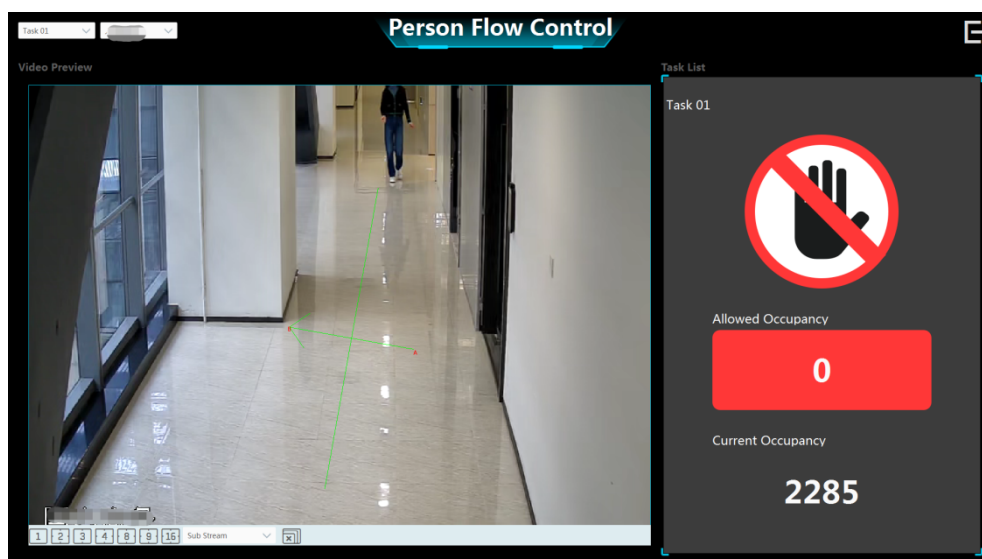 Task 01
Person Flow Control
Video Preview
Task List
Task 01
B
A
Allowed Occupancy
0
Current Occupancy
2285
1 2 3 4 8 9 16 Sub Stream